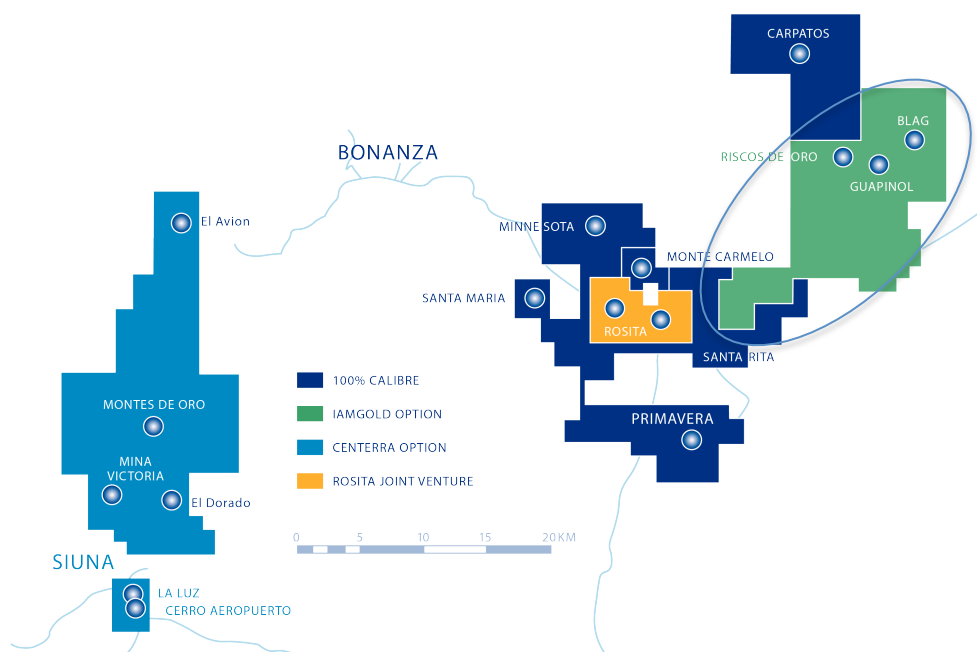 CARPATOS
BLAG
RISCOS DE ORO
GUAPINOL
BONANZA
El Avion
MINNESOTA
MONTE CARMELO
SANTA MARIA
ROSITA
SANTA RITA
100% CALIBRE
MONTES DE ORO
IAMGOLD OPTION
PRIMAVERA
CENTERRA OPTION
MINA
VICTORIA
ROSITA JOINT VENTURE
El Dorado
0 5 10 15 20 KM
SIUNA
LA LUZ
CERRO AEROPUERTO